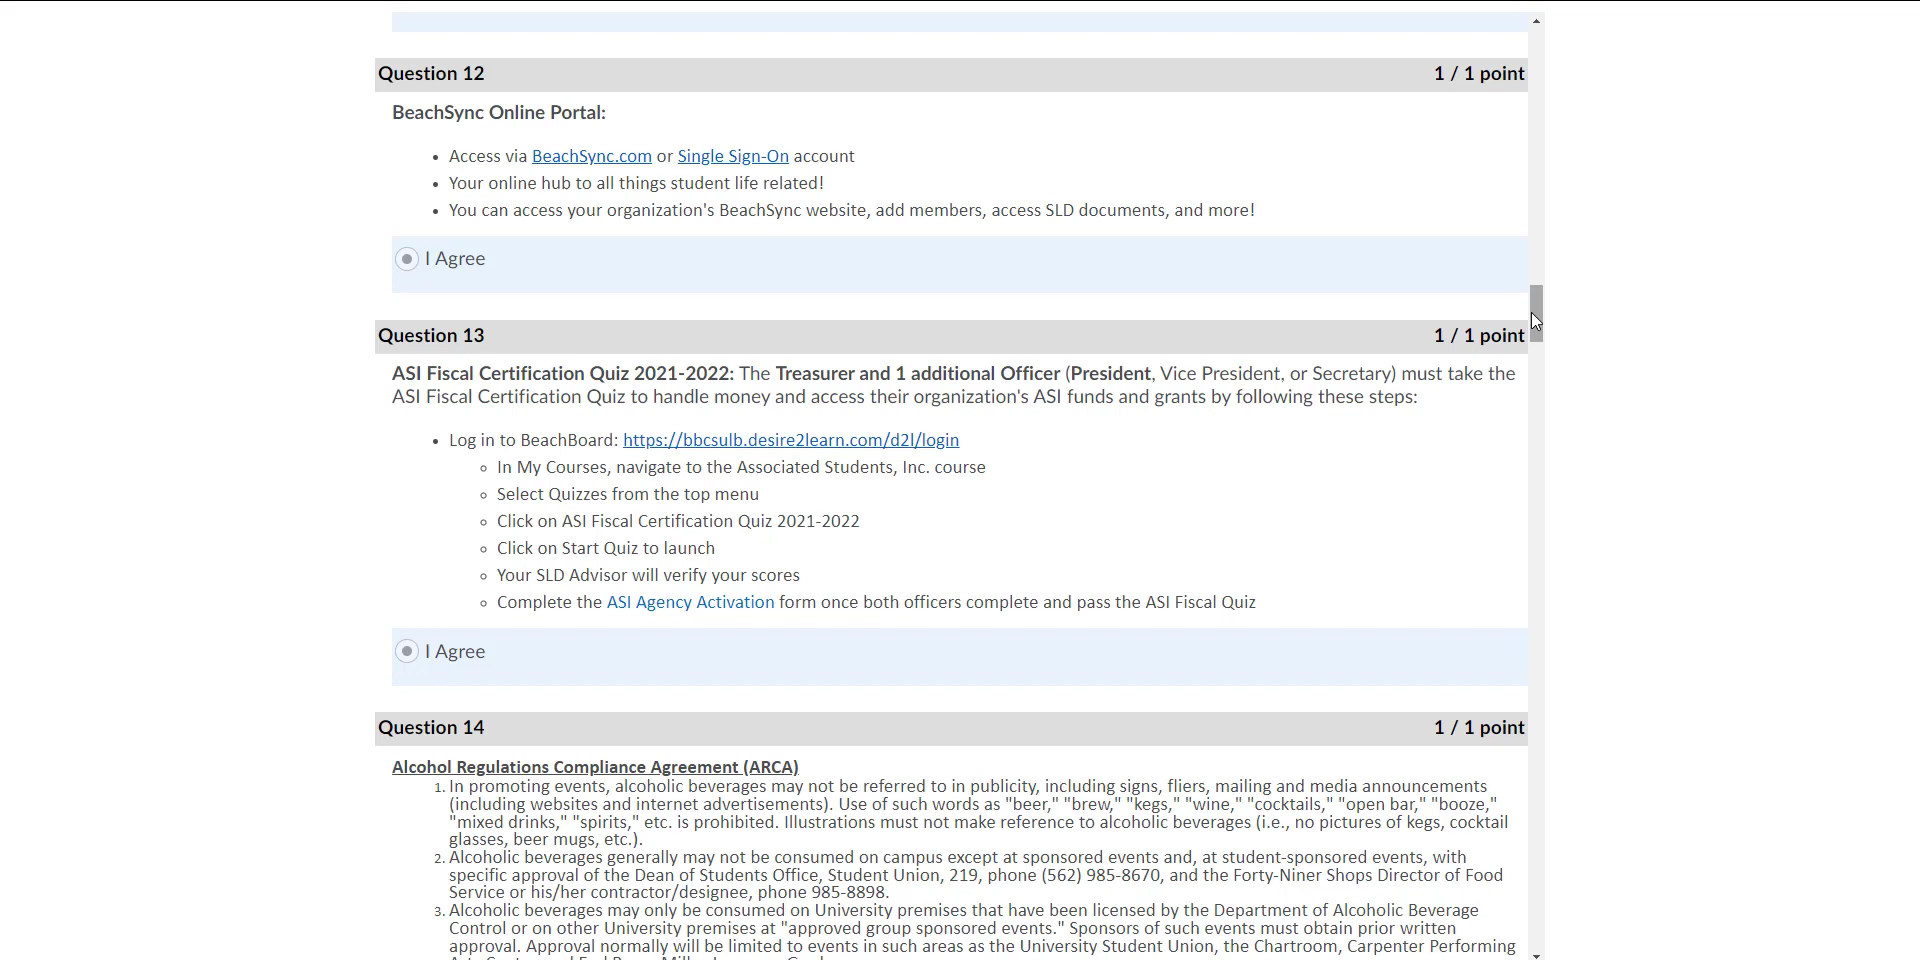 Question 12 1 / 1 point
BeachSync Online Portal:
• Access via BeachSync.com or Single Sign-On account
• Your online hub to all things student life related!
• You can access your organization's BeachSync website, add members, access SLD documents, and more!
I Agree
Question 13 1 / 1 point
ASI Fiscal Certification Quiz 2021-2022: The Treasurer and 1 additional Officer (President, Vice President, or Secretary) must take the
ASI Fiscal Certification Quiz to handle money and access their organization's ASI funds and grants by following these steps:
• Log in to BeachBoard: https://bbcsulb.desire2learn.com/d2l/login
◦ In My Courses, navigate to the Associated Students, Inc. course
◦ Select Quizzes from the top menu
◦ Click on ASI Fiscal Certification Quiz 2021-2022
◦ Click on Start Quiz to launch
◦ Your SLD Advisor will verify your scores
◦ Complete the ASI Agency Activation form once both officers complete and pass the ASI Fiscal Quiz
I Agree
Question 14 1 / 1 point
Alcohol Regulations Compliance Agreement (ARCA)
1. In promoting events, alcoholic beverages may not be referred to in publicity, including signs, fliers, mailing and media announcements
(including websites and internet advertisements). Use of such words as "beer," "brew," "kegs," "wine," "cocktails," "open bar," "booze,"
"mixed drinks," "spirits," etc. is prohibited. Illustrations must not make reference to alcoholic beverages (i.e., no pictures of kegs, cocktail
glasses, beer mugs, etc.).
2. Alcoholic beverages generally may not be consumed on campus except at sponsored events and, at student-sponsored events, with
specific approval of the Dean of Students Office, Student Union, 219, phone (562) 985-8670, and the Forty-Niner Shops Director of Food
Service or his/her contractor/designee, phone 985-8898.
3. Alcoholic beverages may only be consumed on University premises that have been licensed by the Department of Alcoholic Beverage
Control or on other University premises at "approved group sponsored events." Sponsors of such events must obtain prior written
approval. Approval normally will be limited to events in such areas as the University Student Union, the Chartroom, Carpenter Performing